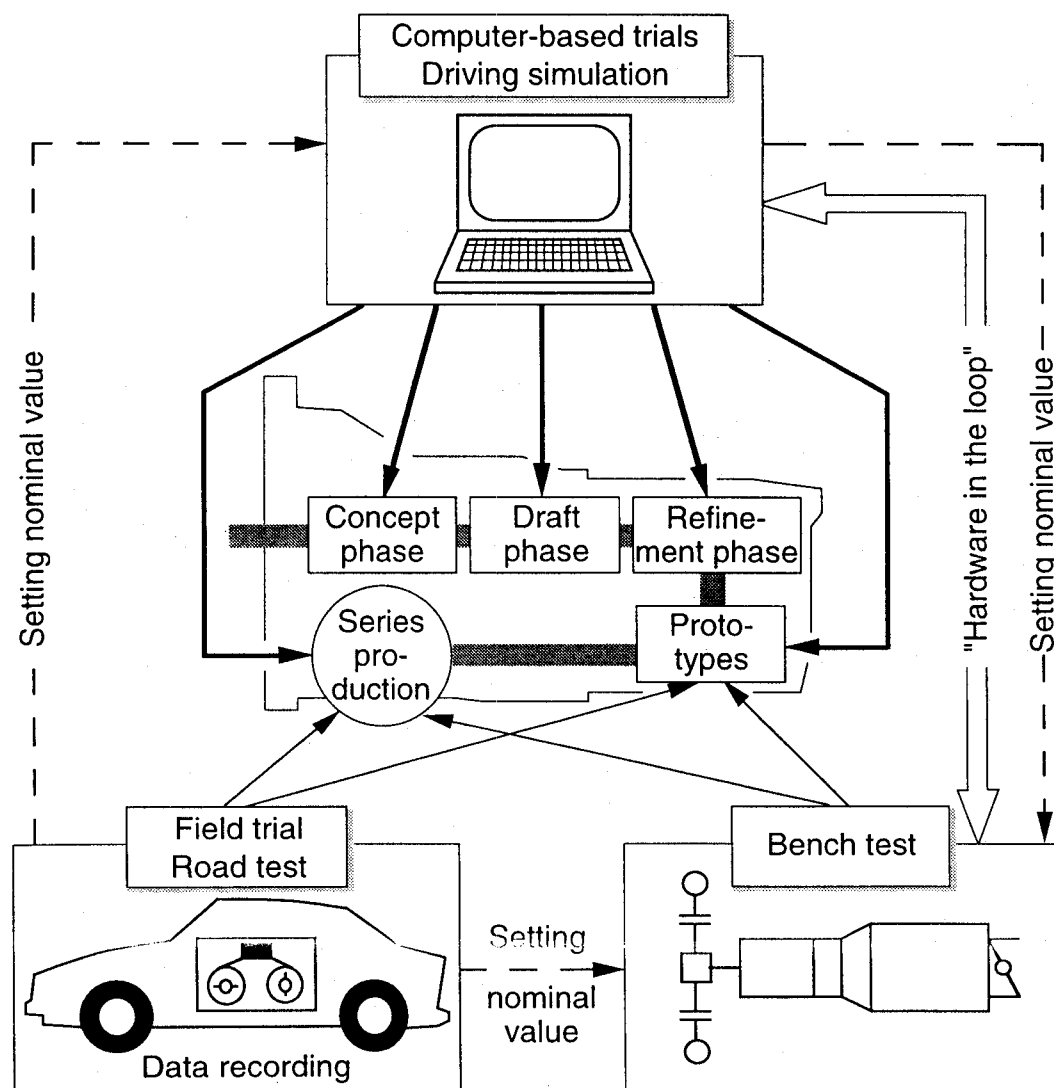 Computer-based trials
Driving simulation
Setting nominal value
"Hardware in the loop"
Setting nominal value
Concept
phase
Draft
phase
Refine-
ment phase
Series
pro-
duction
Proto-
types
Field trial
Road test
Bench test
Setting
nominal
value
Data recording